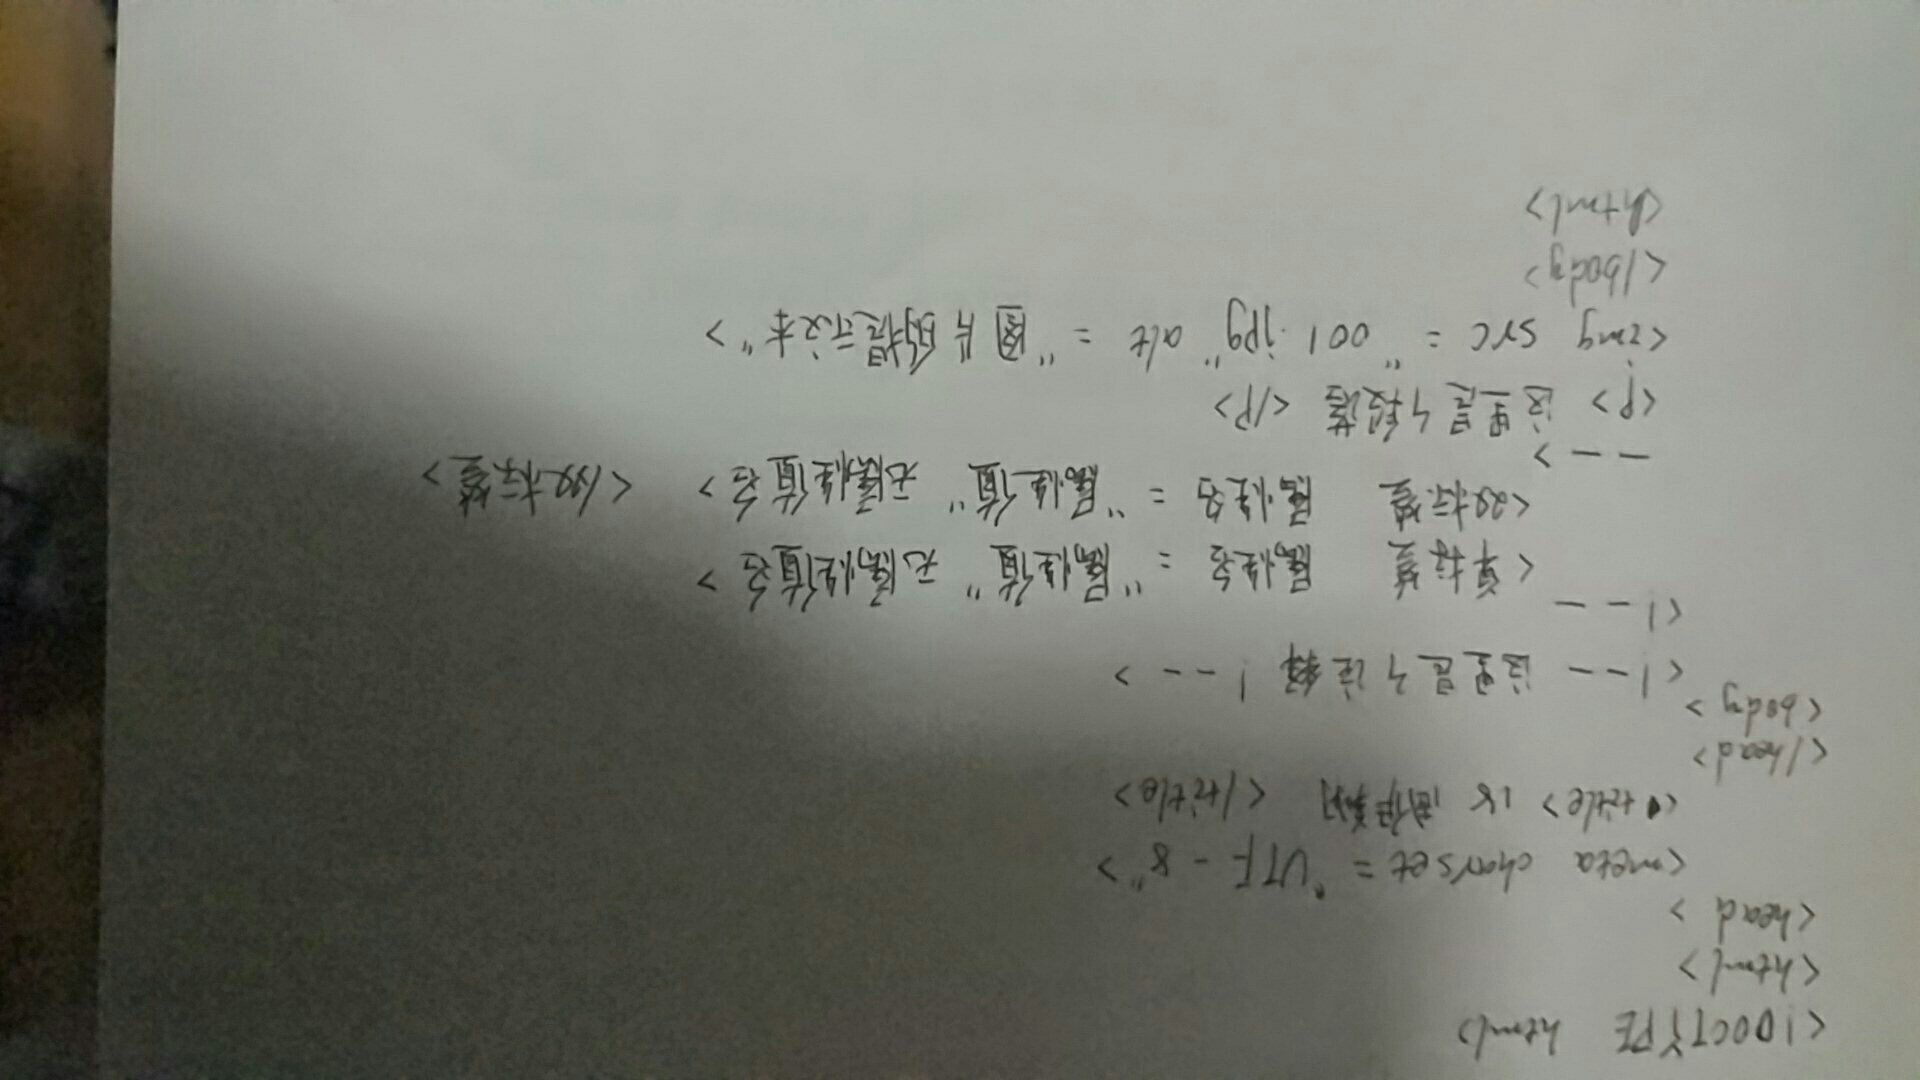 <!DOCTYPE html>
<html>
<head>
<meta charset="UTF-8">
<title> 18 周伊翔 </title>
</head>
<body>
<!-- 这里是个注释 !-->
<!--
<单标签 属性名="属性值" 无属性值名>
<双标签 属性名="属性值" 无属性值名> </双标签>
-->
<p> 这里是个段落 </p>
<img src="001.jpg" alt="图片的提示文本">
</body>
<html>